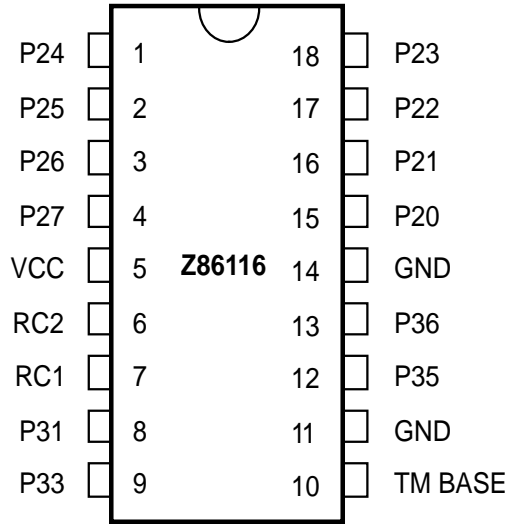 P24 1 18 P23
P25 2 17 P22
P26 3 16 P21
P27 4 15 P20
VCC 5 Z86116 14 GND
RC2 6 13 P36
RC1 7 12 P35
P31 8 11 GND
P33 9 10 TM BASE